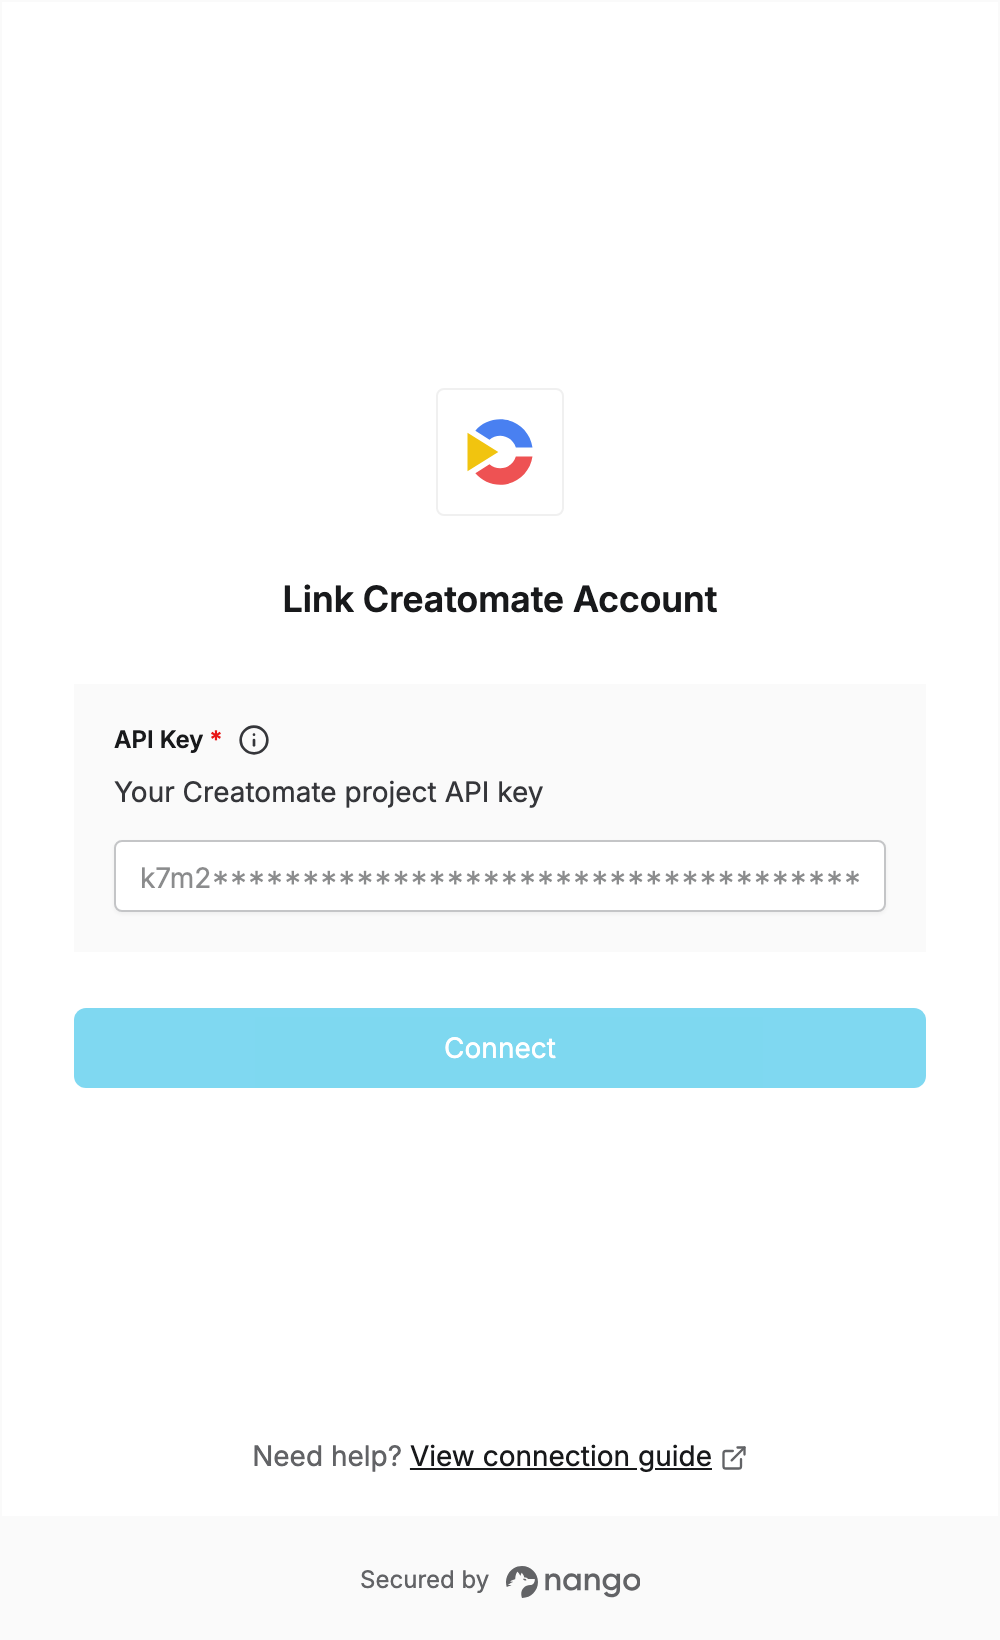 Link Creatomate Account
API Key *
Your Creatomate project API key
k7m2************************************
Connect
Need help? View connection guide
Secured by nango